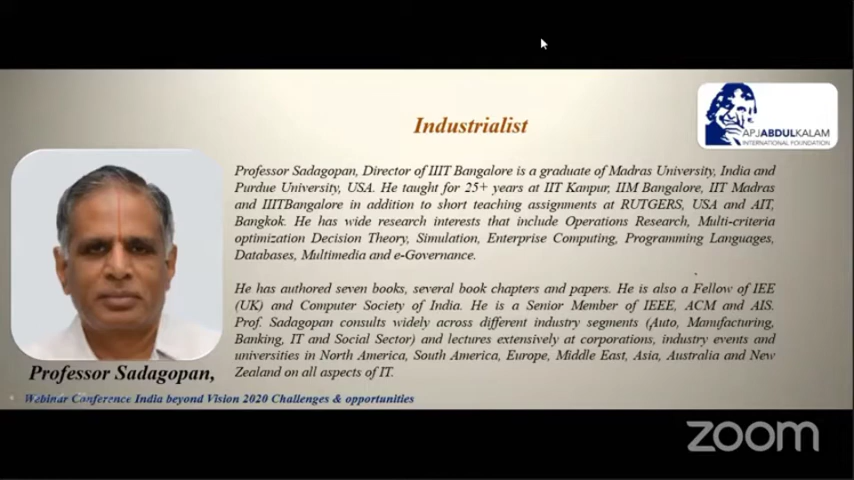 Industrialist
APJABDULKALAM
INTERNATIONAL FOUNDATION
Professor Sadagopan, Director of IIIT Bangalore is a graduate of Madras University, India and
Purdue University, USA. He taught for 25+ years at IIT Kanpur, IIM Bangalore, IIT Madras
and IIITBangalore in addition to short teaching assignments at RUTGERS, USA and AIT,
Bangkok. He has wide research interests that include Operations Research, Multi-criteria
optimization Decision Theory, Simulation, Enterprise Computing, Programming Languages,
Databases, Multimedia and e-Governance.
He has authored seven books, several book chapters and papers. He is also a Fellow of IEE
(UK) and Computer Society of India. He is a Senior Member of IEEE, ACM and AIS.
Prof. Sadagopan consults widely across different industry segments (Auto, Manufacturing,
Banking, IT and Social Sector) and lectures extensively at corporations, industry events and
universities in North America, South America, Europe, Middle East, Asia, Australia and New
Zealand on all aspects of IT.
Professor Sadagopan,
Webinar Conference India beyond Vision 2020 Challenges & opportunities
zoom